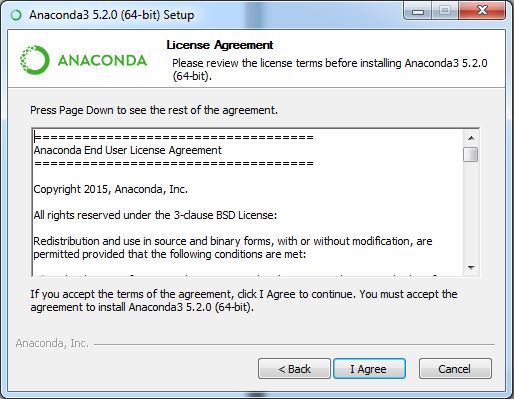 Anaconda3 5.2.0 (64-bit) Setup
ANACONDA
License Agreement
Please review the license terms before installing Anaconda3 5.2.0
(64-bit).
Press Page Down to see the rest of the agreement.
===================================
Anaconda End User License Agreement
===================================
Copyright 2015, Anaconda, Inc.
All rights reserved under the 3-clause BSD License:
Redistribution and use in source and binary forms, with or without modification, are
permitted provided that the following conditions are met:
If you accept the terms of the agreement, click I Agree to continue. You must accept the
agreement to install Anaconda3 5.2.0 (64-bit).
Anaconda, Inc.
< Back
I Agree
Cancel